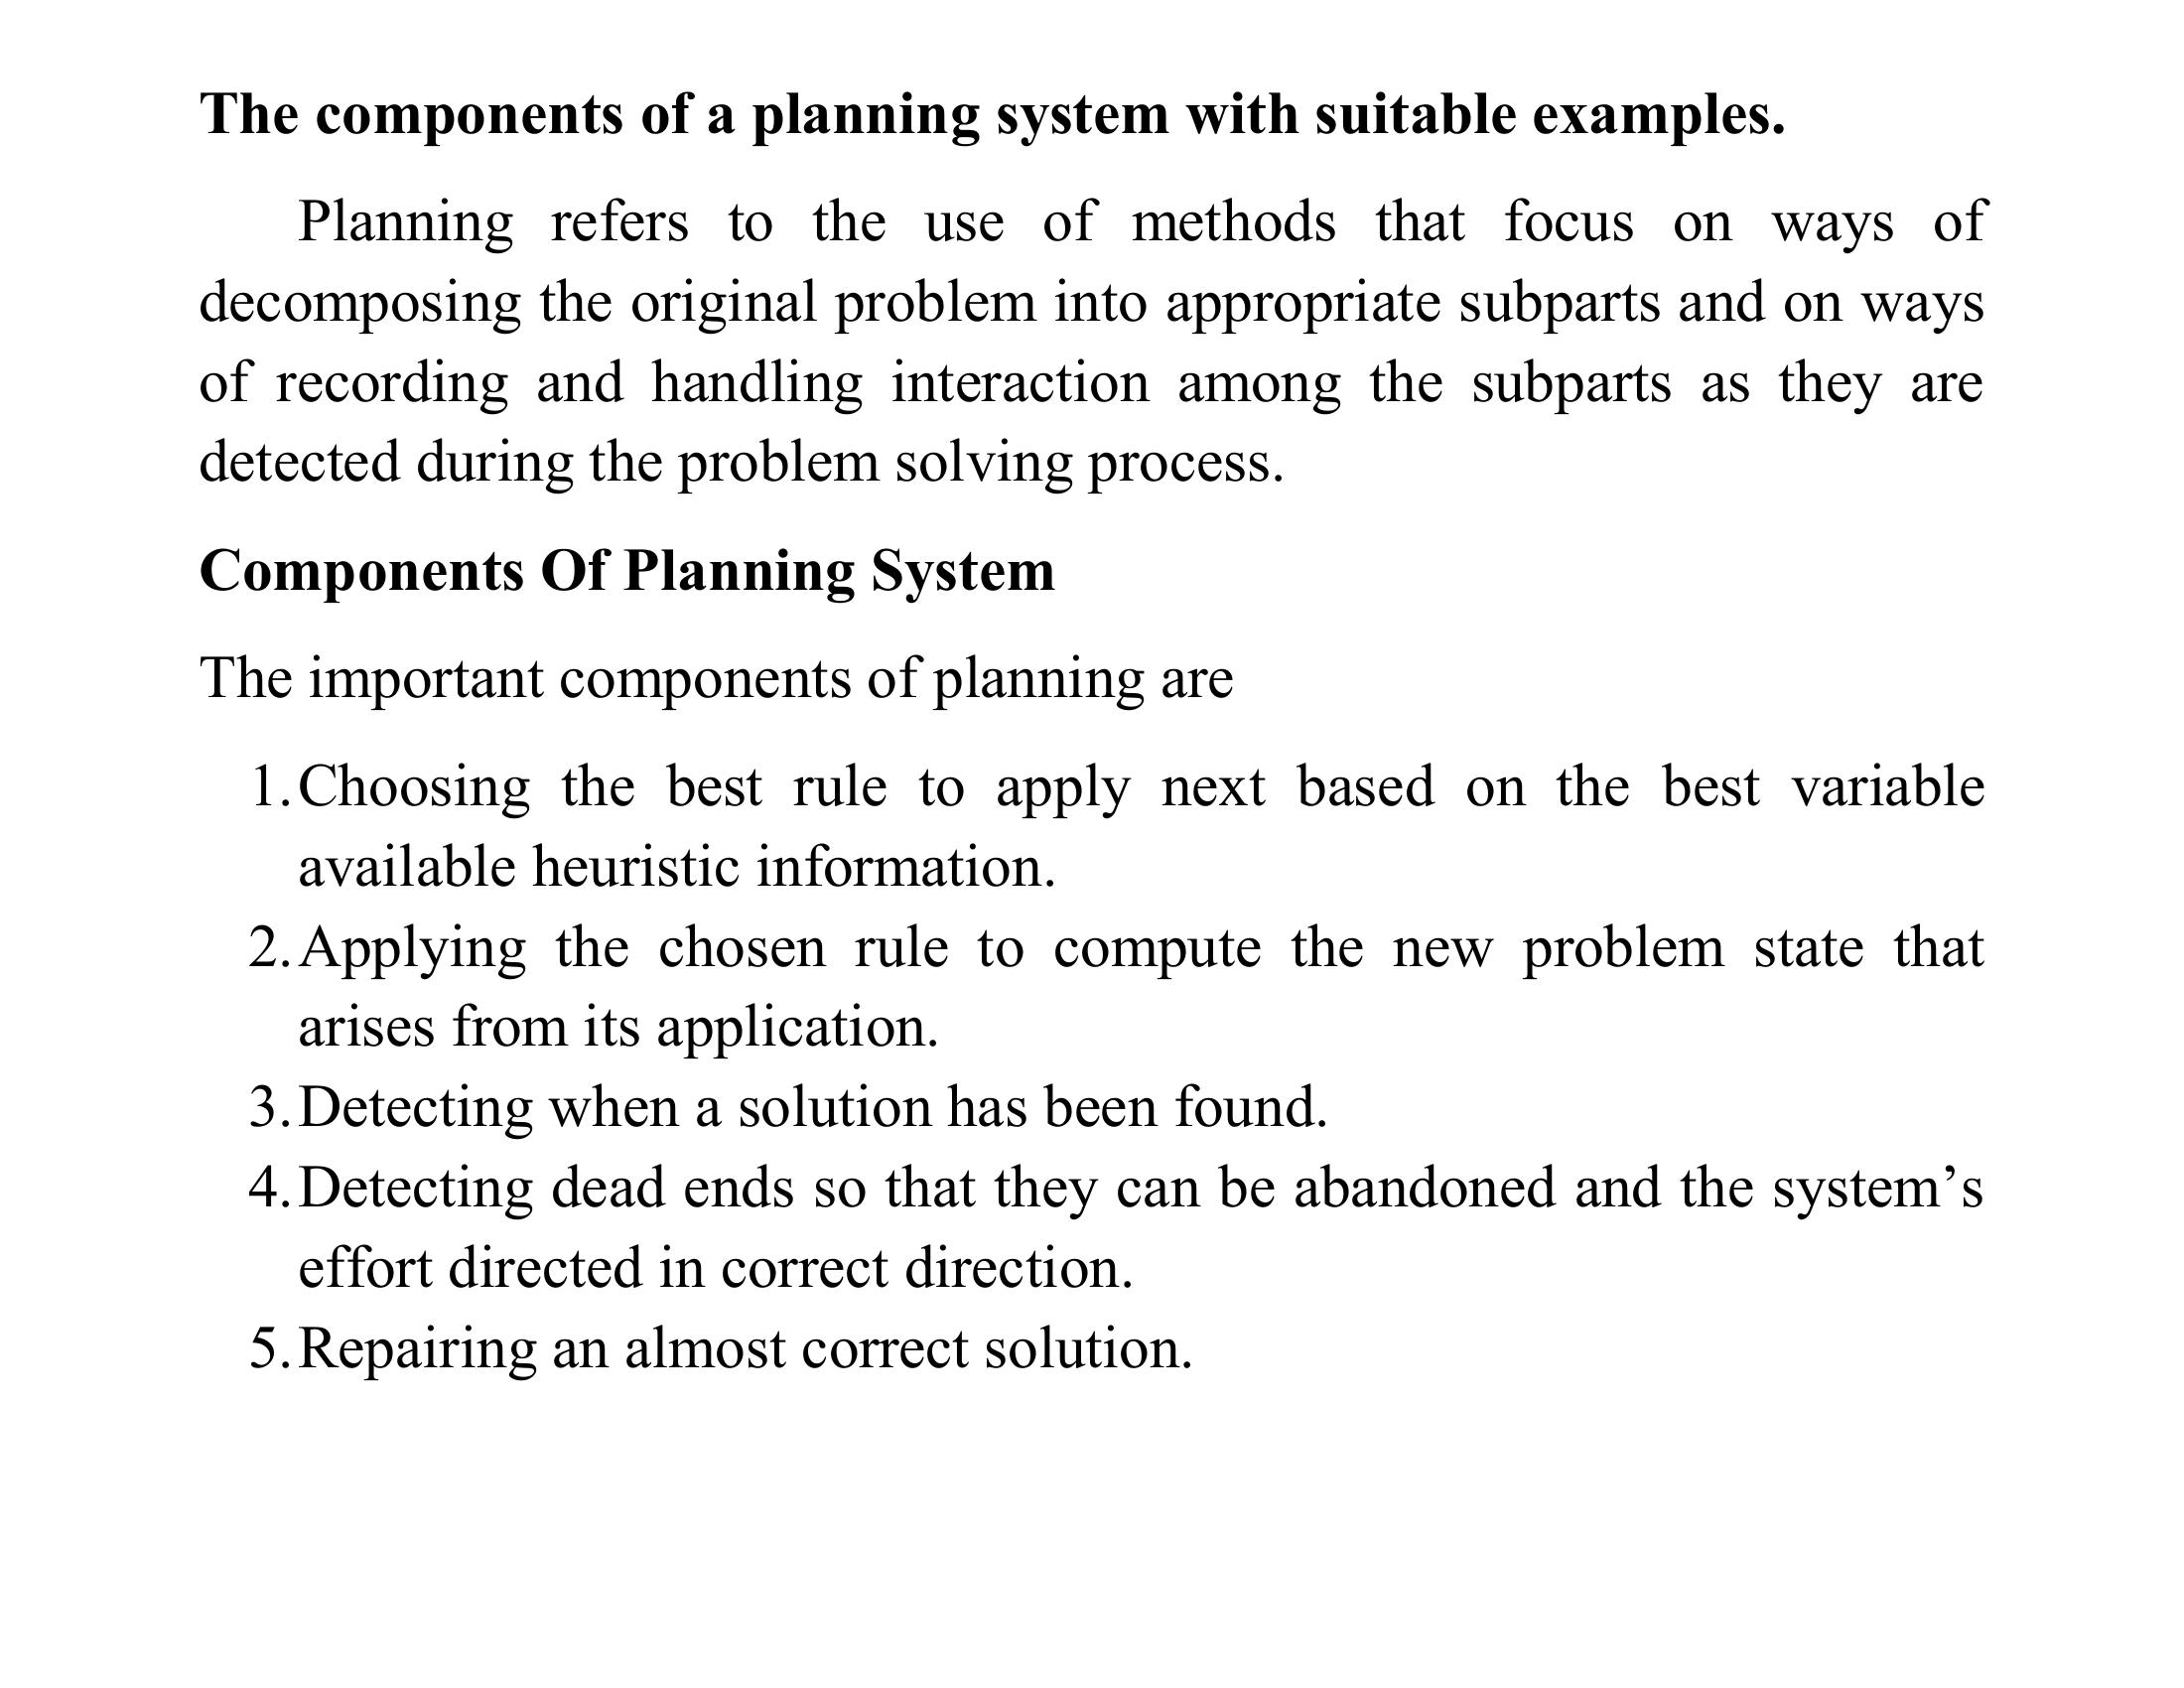 The components of a planning system with suitable examples.
Planning refers to the use of methods that focus on ways of
decomposing the original problem into appropriate subparts and on ways
of recording and handling interaction among the subparts as they are
detected during the problem solving process.
Components Of Planning System
The important components of planning are
1. Choosing the best rule to apply next based on the best variable
available heuristic information.
2. Applying the chosen rule to compute the new problem state that
arises from its application.
3. Detecting when a solution has been found.
4. Detecting dead ends so that they can be abandoned and the system’s
effort directed in correct direction.
5. Repairing an almost correct solution.